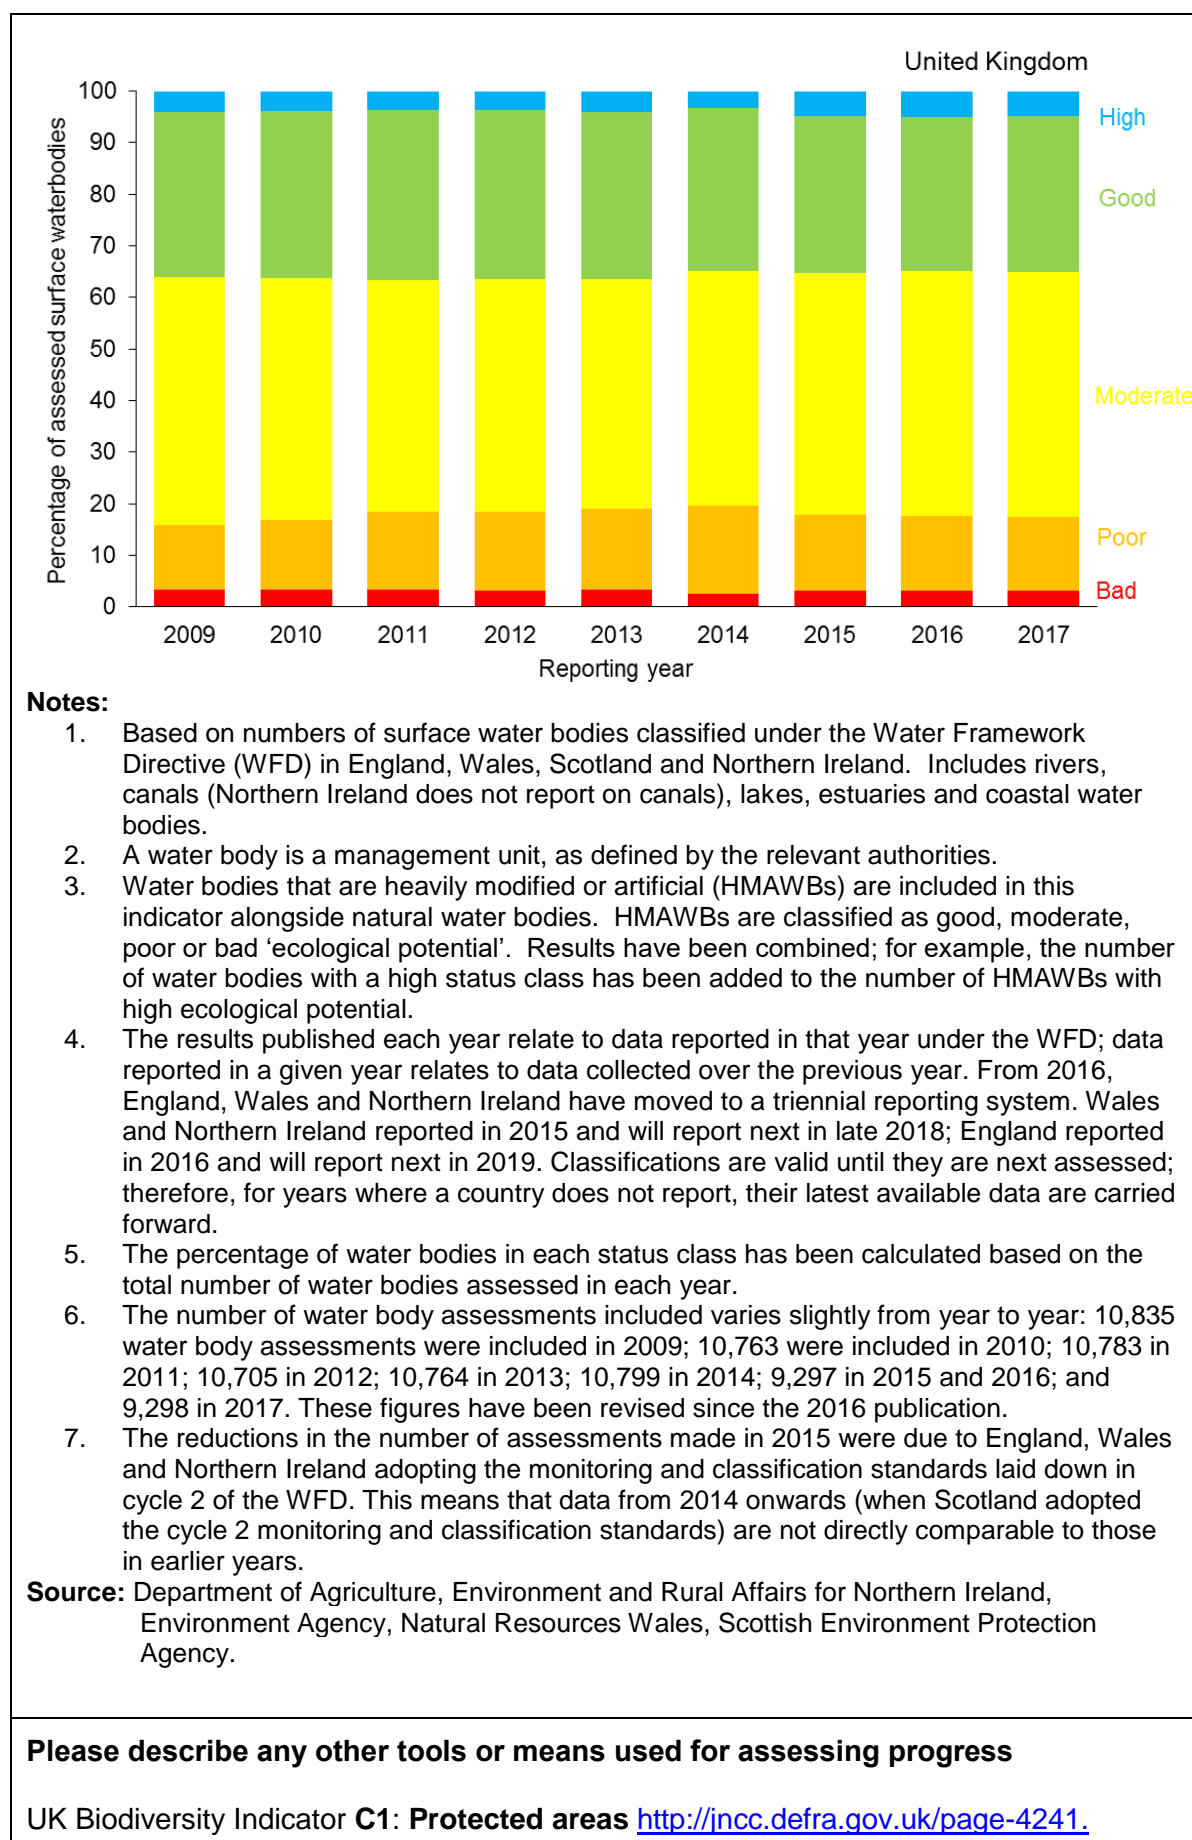 United Kingdom
Percentage of assessed surface waterbodies
100
90
80
70
60
50
40
30
20
10
0
High
Good
Moderate
Poor
Bad
2009 2010 2011 2012 2013 2014 2015 2016 2017
Reporting year
Notes:
1. Based on numbers of surface water bodies classified under the Water Framework
Directive (WFD) in England, Wales, Scotland and Northern Ireland. Includes rivers,
canals (Northern Ireland does not report on canals), lakes, estuaries and coastal water
bodies.
2. A water body is a management unit, as defined by the relevant authorities.
3. Water bodies that are heavily modified or artificial (HMAWBs) are included in this
indicator alongside natural water bodies. HMAWBs are classified as good, moderate,
poor or bad ‘ecological potential’. Results have been combined; for example, the number
of water bodies with a high status class has been added to the number of HMAWBs with
high ecological potential.
4. The results published each year relate to data reported in that year under the WFD; data
reported in a given year relates to data collected over the previous year. From 2016,
England, Wales and Northern Ireland have moved to a triennial reporting system. Wales
and Northern Ireland reported in 2015 and will report next in late 2018; England reported
in 2016 and will report next in 2019. Classifications are valid until they are next assessed;
therefore, for years where a country does not report, their latest available data are carried
forward.
5. The percentage of water bodies in each status class has been calculated based on the
total number of water bodies assessed in each year.
6. The number of water body assessments included varies slightly from year to year: 10,835
water body assessments were included in 2009; 10,763 were included in 2010; 10,783 in
2011; 10,705 in 2012; 10,764 in 2013; 10,799 in 2014; 9,297 in 2015 and 2016; and
9,298 in 2017. These figures have been revised since the 2016 publication.
7. The reductions in the number of assessments made in 2015 were due to England, Wales
and Northern Ireland adopting the monitoring and classification standards laid down in
cycle 2 of the WFD. This means that data from 2014 onwards (when Scotland adopted
the cycle 2 monitoring and classification standards) are not directly comparable to those
in earlier years.
Source: Department of Agriculture, Environment and Rural Affairs for Northern Ireland,
Environment Agency, Natural Resources Wales, Scottish Environment Protection
Agency.
Please describe any other tools or means used for assessing progress
UK Biodiversity Indicator C1: Protected areas http://jncc.defra.gov.uk/page-4241.